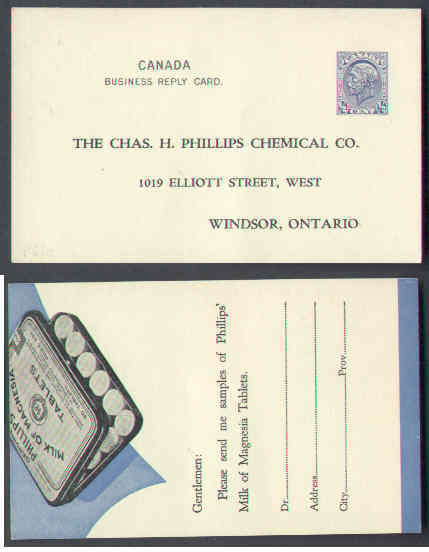 CANADA
BUSINESS REPLY CARD.
CANADA
THE CHAS. H. PHILLIPS CHEMICAL CO.
1019 ELLIOTT STREET, WEST
WINDSOR, ONTARIO
Gentlemen:
Please send me samples of Phillips'
Milk of Magnesia Tablets.
Dr.
Address
City Prov.
PHILLIPS
MILK OF MAGNESIA
TABLETS